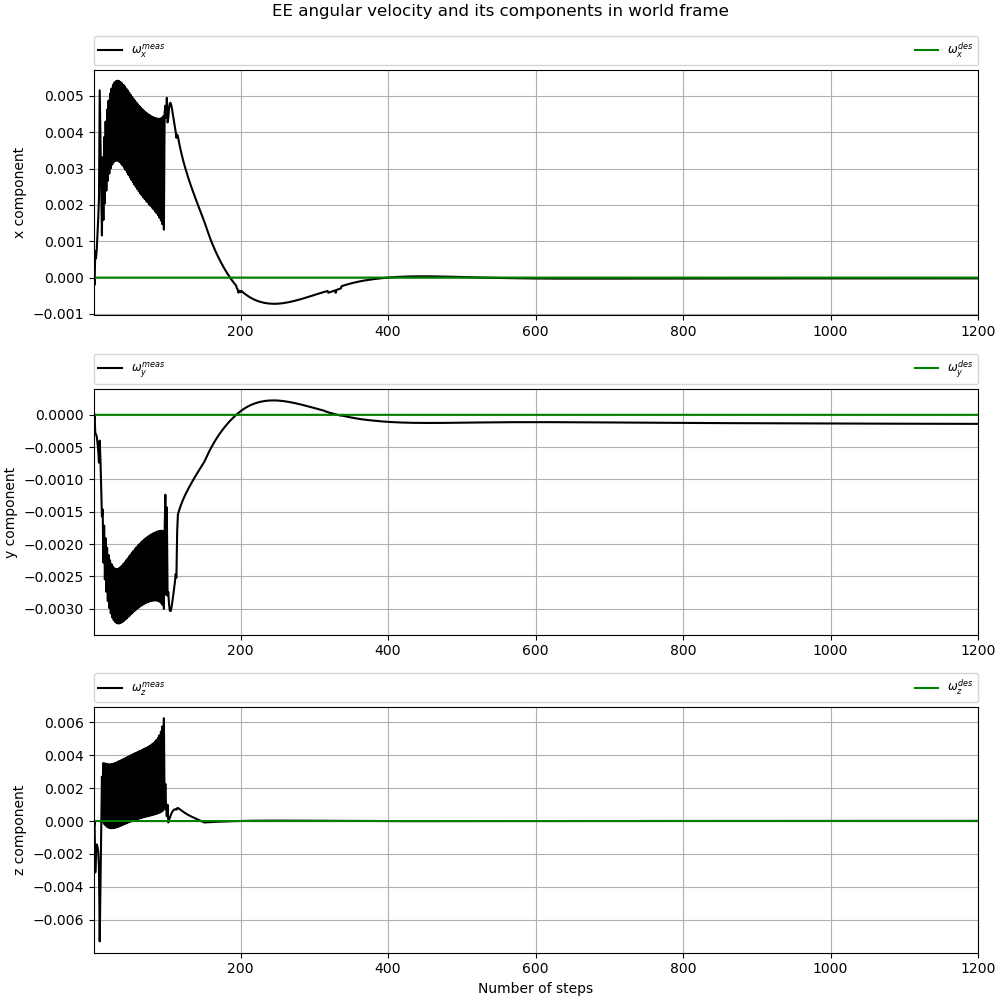 EE angular velocity and its components in world frame
ω_x^meas ω_x^des
0.005
0.004
0.003
0.002
0.001
0.000
−0.001
x component
200 400 600 800 1000 1200
ω_y^meas ω_y^des
0.0000
−0.0005
−0.0010
−0.0015
−0.0020
−0.0025
−0.0030
y component
200 400 600 800 1000 1200
ω_z^meas ω_z^des
0.006
0.004
0.002
0.000
−0.002
−0.004
−0.006
z component
200 400 600 800 1000 1200
Number of steps